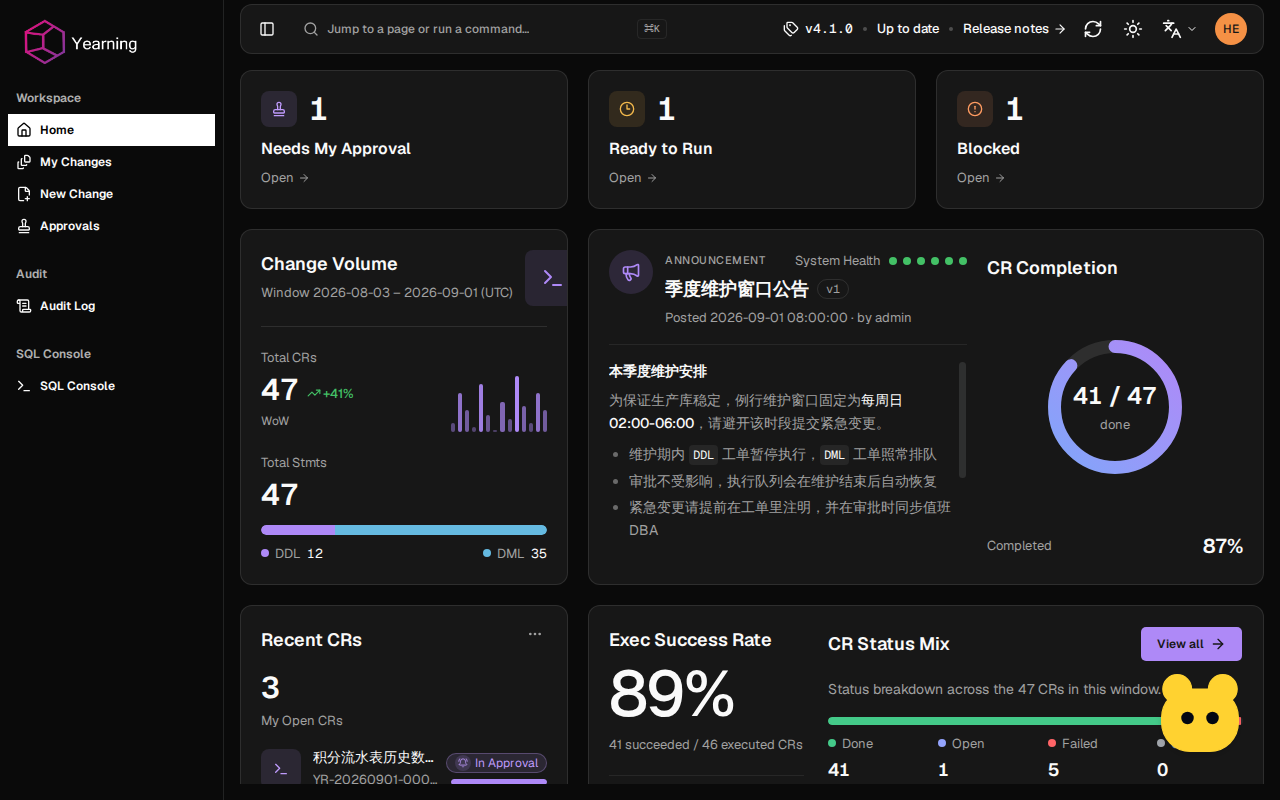 Yearning
Workspace
Home
My Changes
New Change
Approvals
Audit
Audit Log
SQL Console
SQL Console
Jump to a page or run a command...
⌘K
v4.1.0
Up to date
Release notes
HE
1
Needs My Approval
Open
1
Ready to Run
Open
1
Blocked
Open
Change Volume
Window 2026-08-03 – 2026-09-01 (UTC)
Total CRs
47
+41%
WoW
Total Stmts
47
DDL 12
DML 35
ANNOUNCEMENT
System Health
季度维护窗口公告
v1
Posted 2026-09-01 08:00:00 · by admin
本季度维护安排
为保证生产库稳定，例行维护窗口固定为每周日
02:00-06:00，请避开该时段提交紧急变更。
维护期内 DDL 工单暂停执行，DML 工单照常排队
审批不受影响，执行队列会在维护结束后自动恢复
紧急变更请提前在工单里注明，并在审批时同步值班
DBA
CR Completion
41 / 47
done
Completed
87%
Recent CRs
3
My Open CRs
积分流水表历史数...
YR-20260901-000...
In Approval
Exec Success Rate
89%
41 succeeded / 46 executed CRs
CR Status Mix
View all
Status breakdown across the 47 CRs in this window.
Done
41
Open
1
Failed
5
0